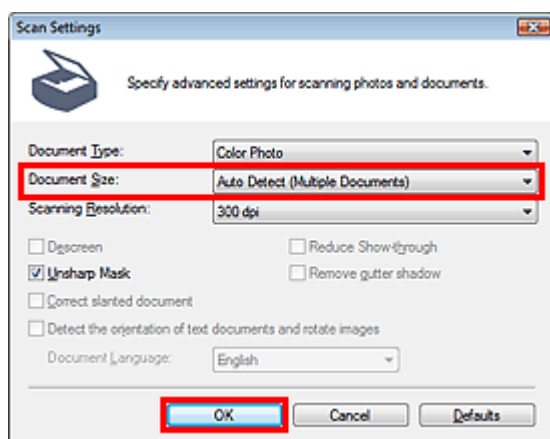 Scan Settings
Specify advanced settings for scanning photos and documents.
Document Type: Color Photo
Document Size: Auto Detect (Multiple Documents)
Scanning Resolution: 300 dpi
Descreen Reduce Show-through
Unsharp Mask Remove gutter shadow
Correct slanted document
Detect the orientation of text documents and rotate images
Document Language: English
OK Cancel Defaults